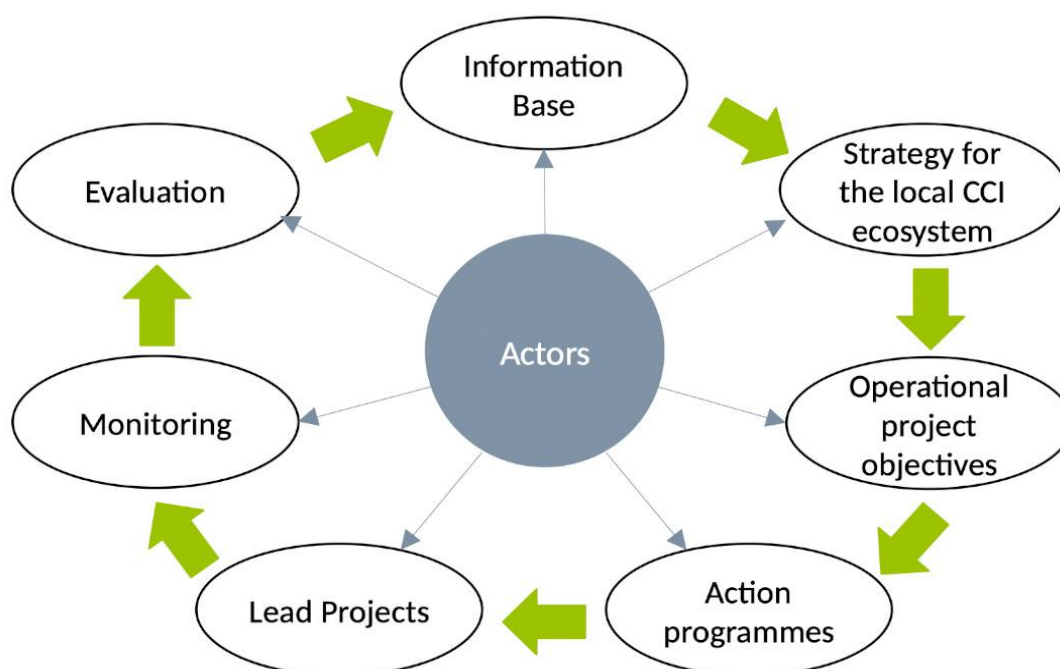 Information
Base
Strategy for
the local CCI
ecosystem
Operational
project
objectives
Action
programmes
Lead Projects
Monitoring
Evaluation
Actors